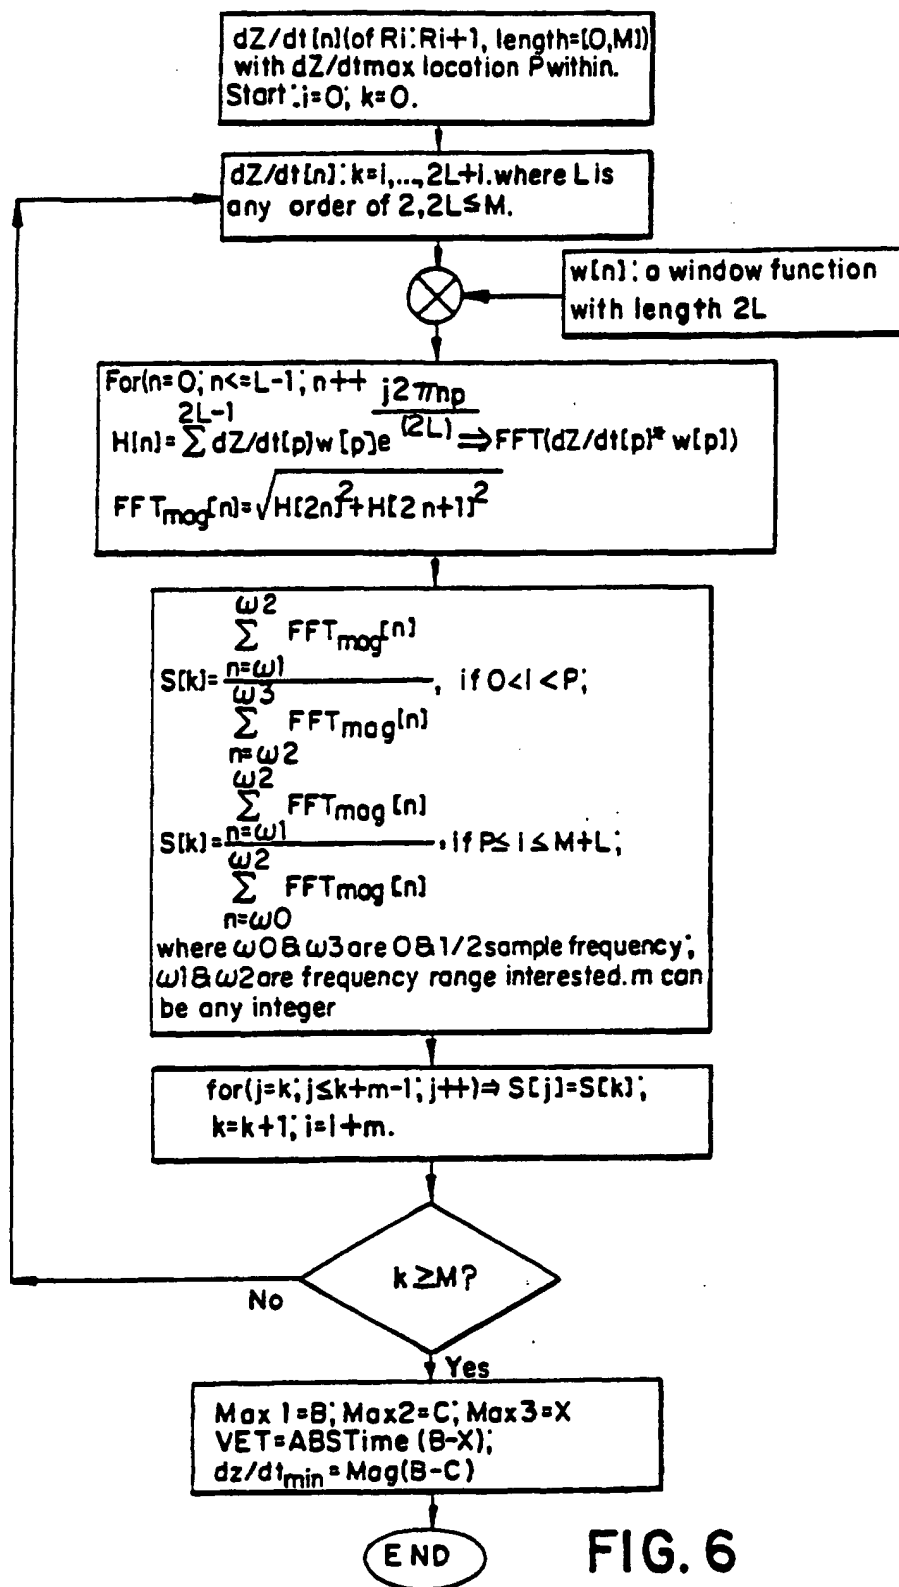 dZ/dt[n](of Ri:Ri+1, length=[0,M])
with dZ/dtmax location P within.
Start:i=0; k=0.
dZ/dt[n]:k=i,...,2L+i.where L is
any order of 2,2L≤M.
w[n]: a window function
with length 2L
For(n=0; n<=L-1; n++
2L-1
j2πnp
(2L)
H[n]=∑ dZ/dt[p]w[p]e ⇒FFT(dZ/dt[p]* w[p])
FFTmag[n]=√H[2n]²+H[2n+1]²
ω2
∑ FFTmag[n]
n=ω1
S[k]= , if 0<i<P;
ω3
∑ FFTmag[n]
n=ω2
ω2
∑ FFTmag[n]
n=ω1
S[k]= , if P≤i≤M+L;
ω2
∑ FFTmag[n]
n=ω0
where ω0&ω3 are 0&1/2 sample frequency;
ω1&ω2 are frequency range interested.m can
be any integer
for(j=k; j≤k+m-1; j++)⇒S[j]=S[k];
k=k+1; i=i+m.
k≥M?
No
Yes
Max1=B; Max2=C; Max3=X
VET=ABSTime (B-X);
dz/dtmin=Mag(B-C)
END
FIG. 6